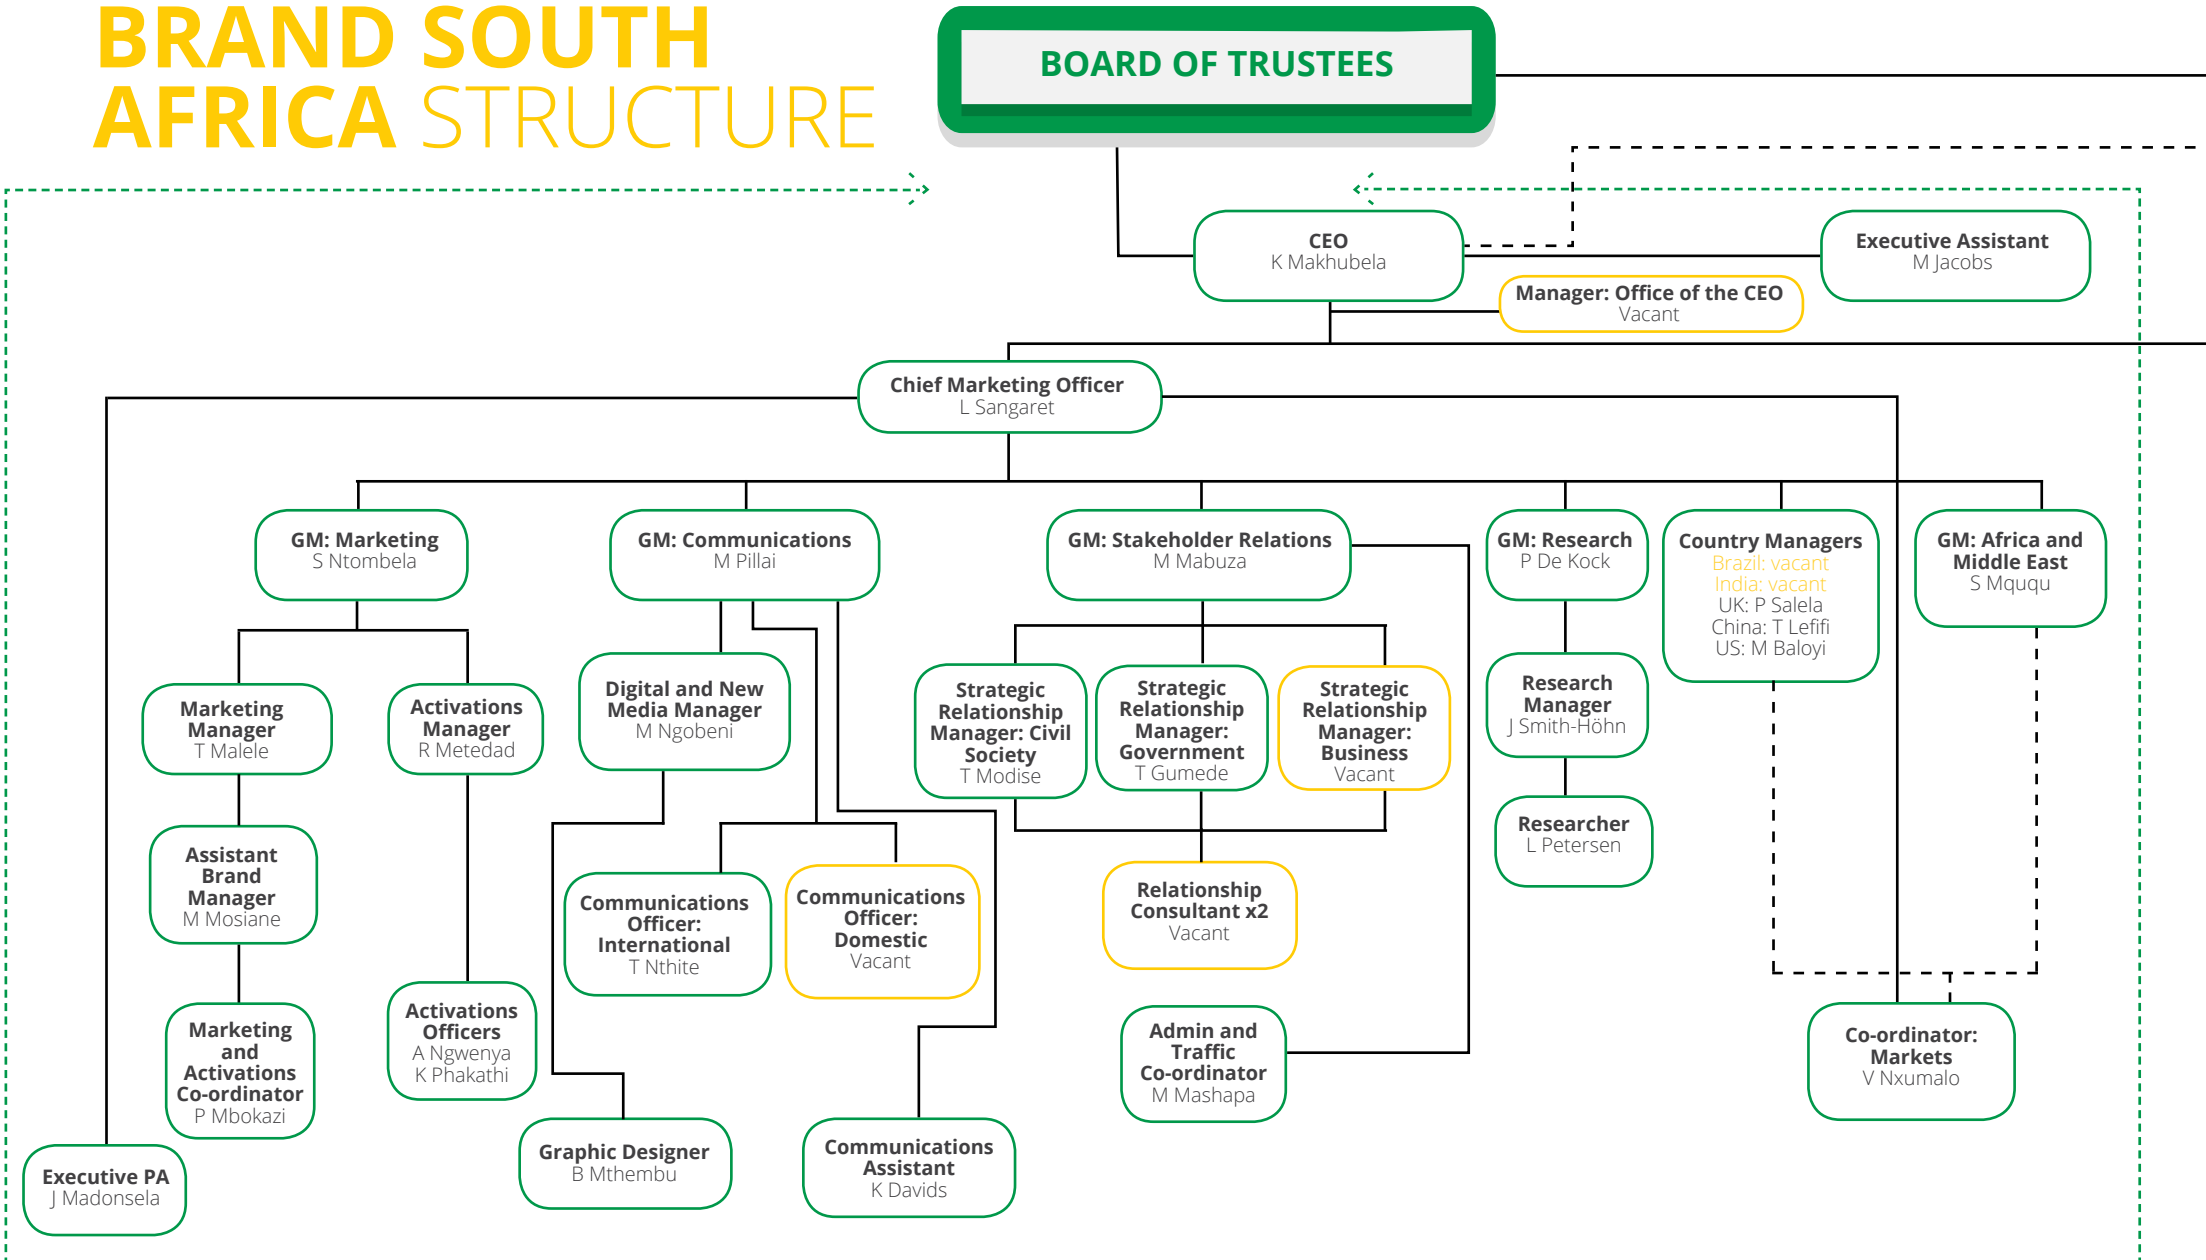 BRAND SOUTH
AFRICA STRUCTURE
BOARD OF TRUSTEES
CEO
K Makhubela
Executive Assistant
M Jacobs
Manager: Office of the CEO
Vacant
Chief Marketing Officer
L Sangaret
GM: Marketing
S Ntombela
GM: Communications
M Pillai
GM: Stakeholder Relations
M Mabuza
GM: Research
P De Kock
Country Managers
Brazil: vacant
India: vacant
UK: P Salela
China: T Lefifi
US: M Baloyi
GM: Africa and
Middle East
S Mququ
Marketing
Manager
T Malele
Activations
Manager
R Metedad
Digital and New
Media Manager
M Ngobeni
Strategic
Relationship
Manager: Civil
Society
T Modise
Strategic
Relationship
Manager:
Government
T Gumede
Strategic
Relationship
Manager:
Business
Vacant
Research
Manager
J Smith-Höhn
Researcher
L Petersen
Assistant
Brand
Manager
M Mosiane
Communications
Officer:
International
T Nthite
Communications
Officer:
Domestic
Vacant
Relationship
Consultant x2
Vacant
Marketing
and
Activations
Co-ordinator
P Mbokazi
Activations
Officers
A Ngwenya
K Phakathi
Admin and
Traffic
Co-ordinator
M Mashapa
Co-ordinator:
Markets
V Nxumalo
Executive PA
J Madonsela
Graphic Designer
B Mthembu
Communications
Assistant
K Davids